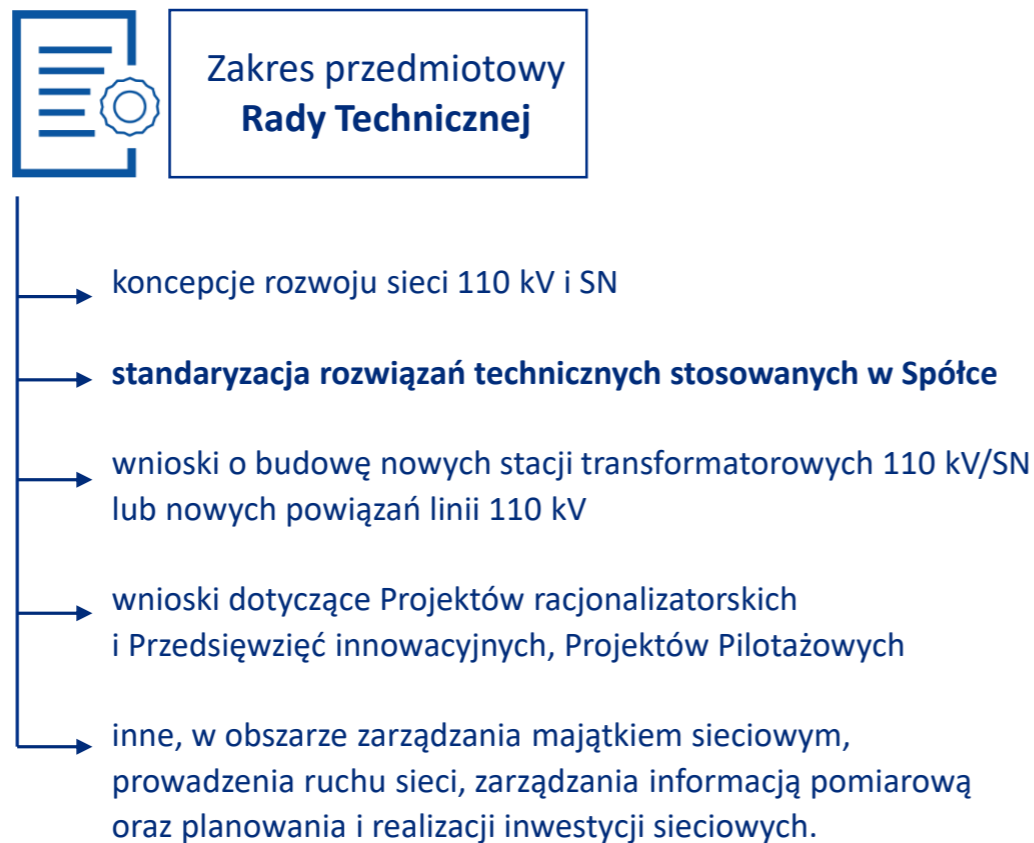 Zakres przedmiotowy
Rady Technicznej
koncepcje rozwoju sieci 110 kV i SN
standaryzacja rozwiązań technicznych stosowanych w Spółce
wnioski o budowę nowych stacji transformatorowych 110 kV/SN
lub nowych powiązań linii 110 kV
wnioski dotyczące Projektów racjonalizatorskich
i Przedsięwzięć innowacyjnych, Projektów Pilotażowych
inne, w obszarze zarządzania majątkiem sieciowym,
prowadzenia ruchu sieci, zarządzania informacją pomiarową
oraz planowania i realizacji inwestycji sieciowych.